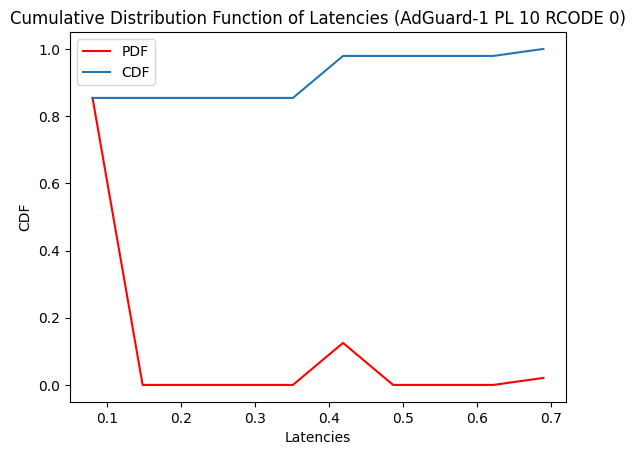 Cumulative Distribution Function of Latencies (AdGuard-1 PL 10 RCODE 0)
PDF
CDF
CDF
1.0
0.8
0.6
0.4
0.2
0.0
0.1 0.2 0.3 0.4 0.5 0.6 0.7
Latencies